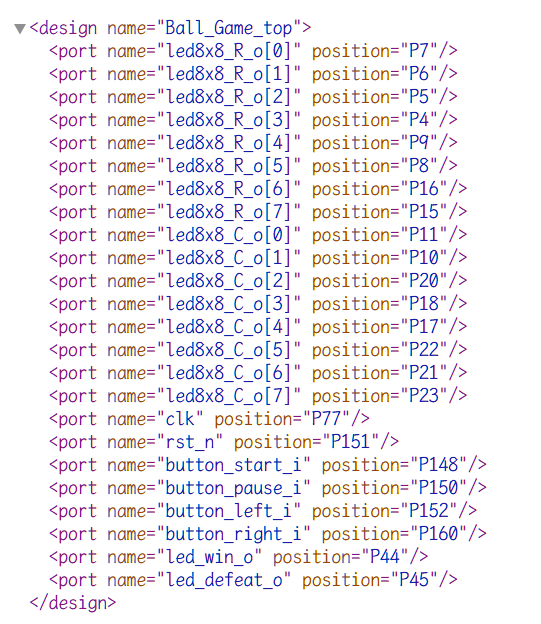 ▼<design name="Ball_Game_top">
<port name="led8x8_R_o[0]" position="P7"/>
<port name="led8x8_R_o[1]" position="P6"/>
<port name="led8x8_R_o[2]" position="P5"/>
<port name="led8x8_R_o[3]" position="P4"/>
<port name="led8x8_R_o[4]" position="P9"/>
<port name="led8x8_R_o[5]" position="P8"/>
<port name="led8x8_R_o[6]" position="P16"/>
<port name="led8x8_R_o[7]" position="P15"/>
<port name="led8x8_C_o[0]" position="P11"/>
<port name="led8x8_C_o[1]" position="P10"/>
<port name="led8x8_C_o[2]" position="P20"/>
<port name="led8x8_C_o[3]" position="P18"/>
<port name="led8x8_C_o[4]" position="P17"/>
<port name="led8x8_C_o[5]" position="P22"/>
<port name="led8x8_C_o[6]" position="P21"/>
<port name="led8x8_C_o[7]" position="P23"/>
<port name="clk" position="P77"/>
<port name="rst_n" position="P151"/>
<port name="button_start_i" position="P148"/>
<port name="button_pause_i" position="P150"/>
<port name="button_left_i" position="P152"/>
<port name="button_right_i" position="P160"/>
<port name="led_win_o" position="P44"/>
<port name="led_defeat_o" position="P45"/>
</design>